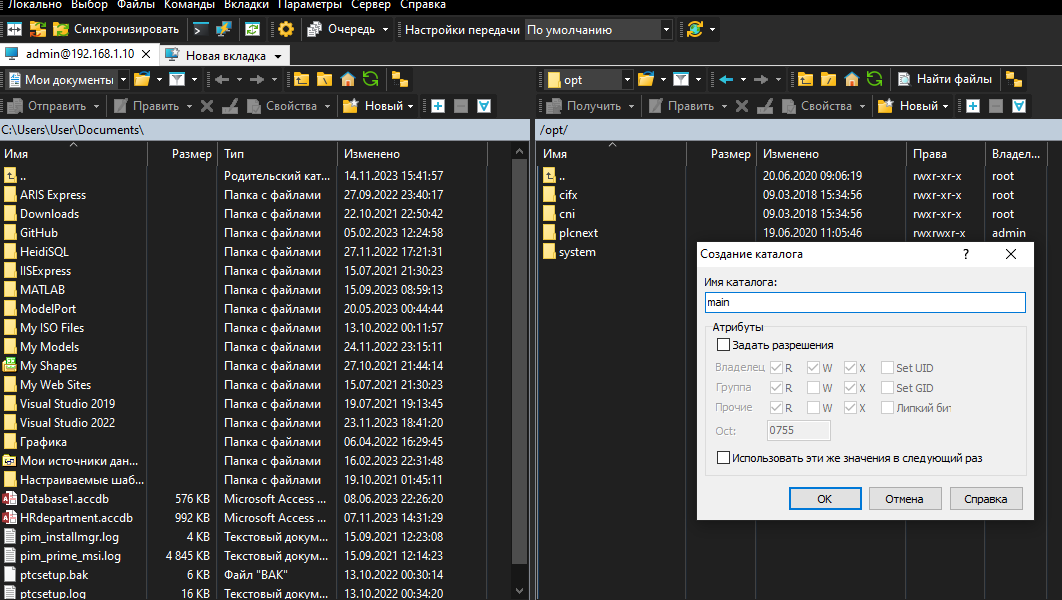 Локально Выбор Файлы Команды Вкладки Параметры Сервер Справка
Синхронизировать Очередь Настройки передачи По умолчанию
admin@192.168.1.10 Новая вкладка
Мои документы opt Найти файлы
Отправить Править Свойства Новый Получить Править Свойства Новый
C:\Users\User\Documents\ /opt/
Имя Размер Тип Изменено Имя Размер Изменено Права Владел...
.. Родительский кат... 14.11.2023 15:41:57 .. 20.06.2020 09:06:19 rwxr-xr-x root
ARIS Express Папка с файлами 27.09.2022 23:40:17 cifx 09.03.2018 15:34:56 rwxr-xr-x root
Downloads Папка с файлами 22.10.2021 22:50:42 cni 09.03.2018 15:34:56 rwxr-xr-x root
GitHub Папка с файлами 05.02.2023 12:24:58 plcnext 19.06.2020 11:05:46 rwxrwxr-x admin
HeidiSQL Папка с файлами 27.11.2022 17:21:31 system
IISExpress Папка с файлами 15.07.2021 21:30:23
MATLAB Папка с файлами 15.09.2023 08:59:13
ModelPort Папка с файлами 20.05.2023 00:44:44
My ISO Files Папка с файлами 13.10.2022 00:11:57
My Models Папка с файлами 24.11.2022 23:15:11
My Shapes Папка с файлами 27.10.2021 21:44:14
My Web Sites Папка с файлами 15.07.2021 21:30:23
Visual Studio 2019 Папка с файлами 19.07.2021 19:13:45
Visual Studio 2022 Папка с файлами 23.11.2023 18:41:20
Графика Папка с файлами 06.04.2022 16:29:45
Мои источники дан... Папка с файлами 16.02.2023 22:31:48
Настраиваемые шаб... Папка с файлами 19.10.2021 01:45:11
Database1.accdb 576 KB Microsoft Access ... 08.06.2023 22:26:20
HRdepartment.accdb 992 KB Microsoft Access ... 07.11.2023 14:31:29
pim_installmgr.log 4 KB Текстовый докум... 15.09.2021 12:23:08
pim_prime_msi.log 4 845 KB Текстовый докум... 15.09.2021 12:14:23
ptcsetup.bak 6 KB Файл "BAK" 13.10.2022 00:30:14
ptcsetup.log 16 KB Текстовый докум... 13.10.2022 00:34:20
Создание каталога ?
Имя каталога:
main
Атрибуты
Задать разрешения
Владелец R W X Set UID
Группа R W X Set GID
Прочие R W X Липкий бит
Oct: 0755
Использовать эти же значения в следующий раз
OK Отмена Справка